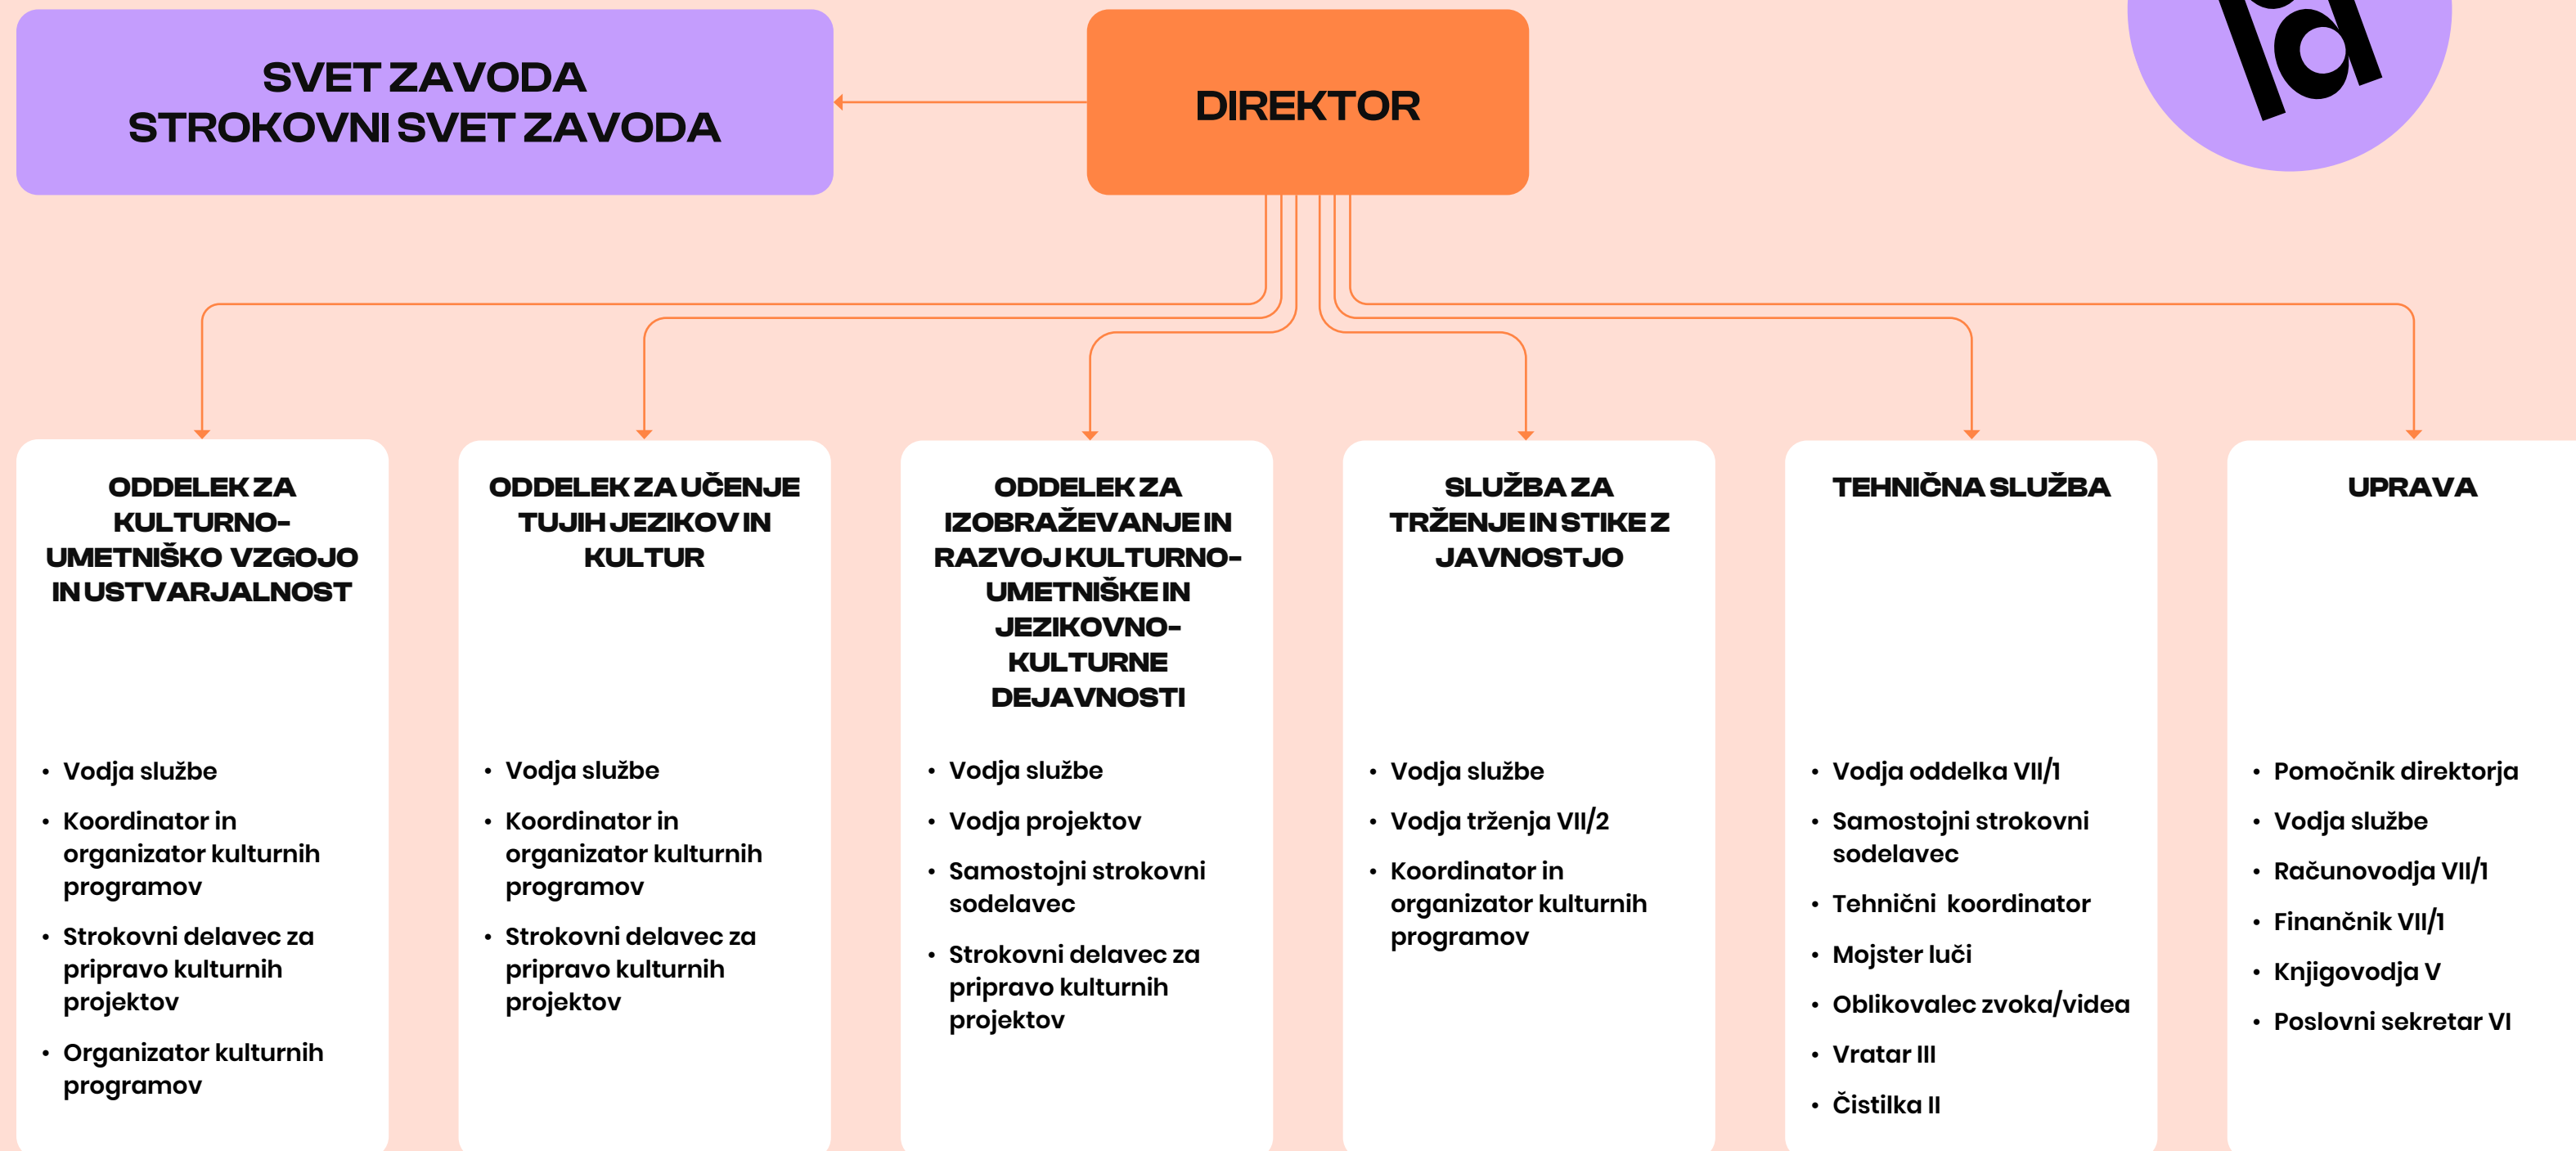 SVET ZAVODA
STROKOVNI SVET ZAVODA
DIREKTOR
ODDELEK ZA
KULTURNO-
UMETNIŠKO VZGOJO
IN USTVARJALNOST
• Vodja službe
• Koordinator in
organizator kulturnih
programov
• Strokovni delavec za
pripravo kulturnih
projektov
• Organizator kulturnih
programov
ODDELEK ZA UČENJE
TUJIH JEZIKOV IN
KULTUR
• Vodja službe
• Koordinator in
organizator kulturnih
programov
• Strokovni delavec za
pripravo kulturnih
projektov
ODDELEK ZA
IZOBRAŽEVANJE IN
RAZVOJ KULTURNO-
UMETNIŠKE IN
JEZIKOVNO-
KULTURNE
DEJAVNOSTI
• Vodja službe
• Vodja projektov
• Samostojni strokovni
sodelavec
• Strokovni delavec za
pripravo kulturnih
projektov
SLUŽBA ZA
TRŽENJE IN STIKE Z
JAVNOSTJO
• Vodja službe
• Vodja trženja VII/2
• Koordinator in
organizator kulturnih
programov
TEHNIČNA SLUŽBA
• Vodja oddelka VII/1
• Samostojni strokovni
sodelavec
• Tehnični koordinator
• Mojster luči
• Oblikovalec zvoka/videa
• Vratar III
• Čistilka II
UPRAVA
• Pomočnik direktorja
• Vodja službe
• Računovodja VII/1
• Finančnik VII/1
• Knjigovodja V
• Poslovni sekretar VI